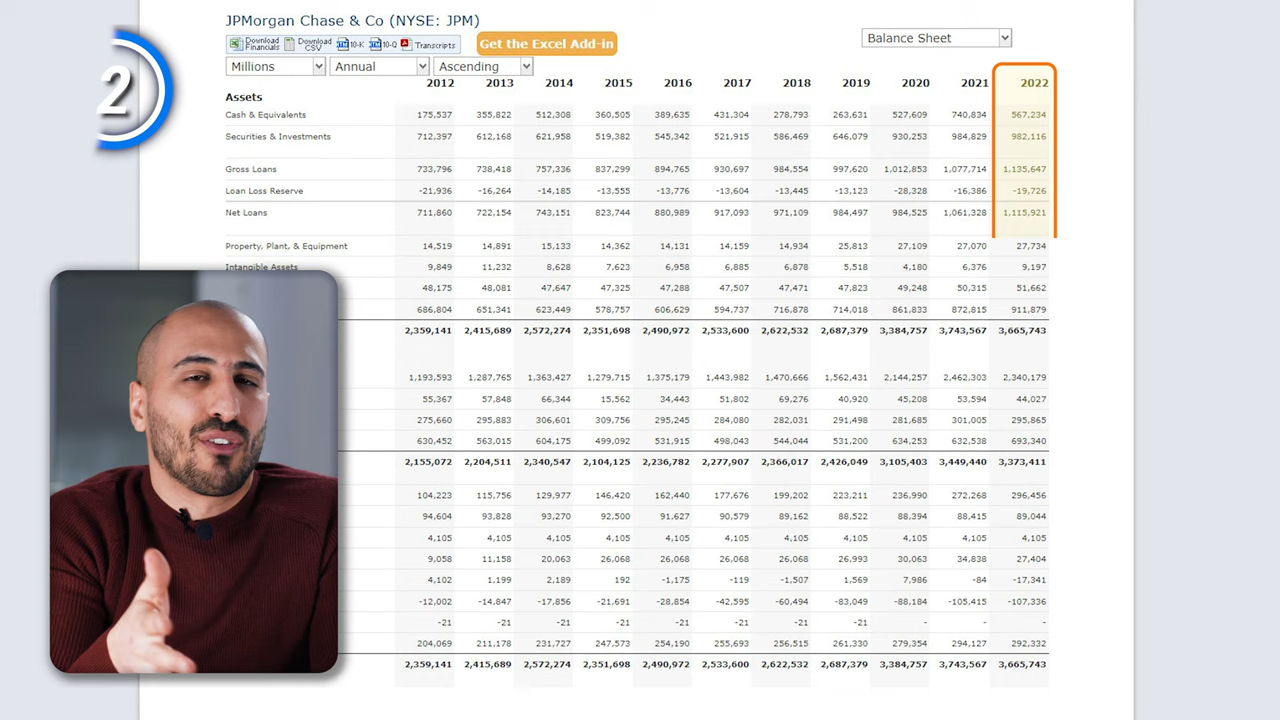 JPMorgan Chase & Co (NYSE: JPM)
Download Financials Download CSV 10-K 10-Q Transcripts Get the Excel Add-in Balance Sheet
Millions Annual Ascending
2
2012 2013 2014 2015 2016 2017 2018 2019 2020 2021 2022
Assets
Cash & Equivalents 175,537 355,822 512,308 360,505 389,635 431,304 278,793 263,631 527,609 740,834 567,234
Securities & Investments 712,397 612,168 621,958 519,382 545,342 521,915 586,469 646,079 930,253 984,829 982,116
Gross Loans 733,796 738,418 757,336 837,299 894,765 930,697 984,554 997,620 1,012,853 1,077,714 1,135,647
Loan Loss Reserve -21,936 -16,264 -14,185 -13,555 -13,776 -13,604 -13,445 -13,123 -28,328 -16,386 -19,726
Net Loans 711,860 722,154 743,151 823,744 880,989 917,093 971,109 984,497 984,525 1,061,328 1,115,921
Property, Plant, & Equipment 14,519 14,891 15,133 14,362 14,131 14,159 14,934 25,813 27,109 27,070 27,734
Intangible Assets 9,849 11,232 8,628 7,623 6,958 6,885 6,878 5,518 4,180 6,376 9,197
48,175 48,081 47,647 47,325 47,288 47,507 47,471 47,823 49,248 50,315 51,662
686,804 651,341 623,449 578,757 606,629 594,737 716,878 714,018 861,833 872,815 911,879
2,359,141 2,415,689 2,572,274 2,351,698 2,490,972 2,533,600 2,622,532 2,687,379 3,384,757 3,743,567 3,665,743
1,193,593 1,287,765 1,363,427 1,279,715 1,375,179 1,443,982 1,470,666 1,562,431 2,144,257 2,462,303 2,340,179
55,367 57,848 66,344 15,562 34,443 51,802 69,276 40,920 45,208 53,594 44,027
275,660 295,883 306,601 309,756 295,245 284,080 282,031 291,498 281,685 301,005 295,865
630,452 563,015 604,175 499,092 531,915 498,043 544,044 531,200 634,253 632,538 693,340
2,155,072 2,204,511 2,340,547 2,104,125 2,236,782 2,277,907 2,366,017 2,426,049 3,105,403 3,449,440 3,373,411
104,223 115,756 129,977 146,420 162,440 177,676 199,202 223,211 236,990 272,268 296,456
94,604 93,828 93,270 92,500 91,627 90,579 89,162 88,522 88,394 88,415 89,044
4,105 4,105 4,105 4,105 4,105 4,105 4,105 4,105 4,105 4,105 4,105
9,058 11,158 20,063 26,068 26,068 26,068 26,068 26,993 30,063 34,838 27,404
4,102 1,199 2,189 192 -1,175 -119 -1,507 1,569 7,986 -84 -17,341
-12,002 -14,847 -17,856 -21,691 -28,854 -42,595 -60,494 -83,049 -88,184 -105,415 -107,336
-21 -21 -21 -21 -21 -21 -21 -21 - - -
204,069 211,178 231,727 247,573 254,190 255,693 256,515 261,330 279,354 294,127 292,332
2,359,141 2,415,689 2,572,274 2,351,698 2,490,972 2,533,600 2,622,532 2,687,379 3,384,757 3,743,567 3,665,743